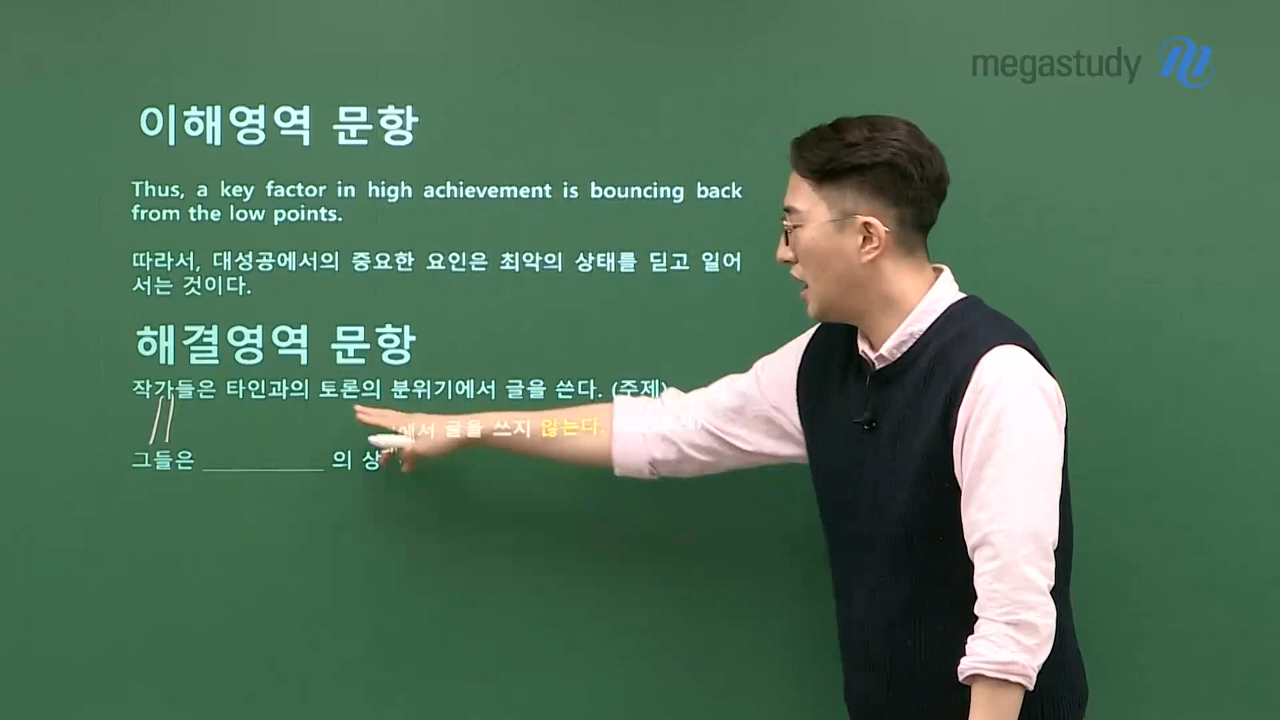 megastudy
이해영역 문항
Thus, a key factor in high achievement is bouncing back
from the low points.
따라서, 대성공에서의 중요한 요인은 최악의 상태를 딛고 일어
서는 것이다.
해결영역 문항
작가들은 타인과의 토론의 분위기에서 글을 쓴다. (주제)
에서 글을 쓰지 않는다.
그들은 ____________ 의 상